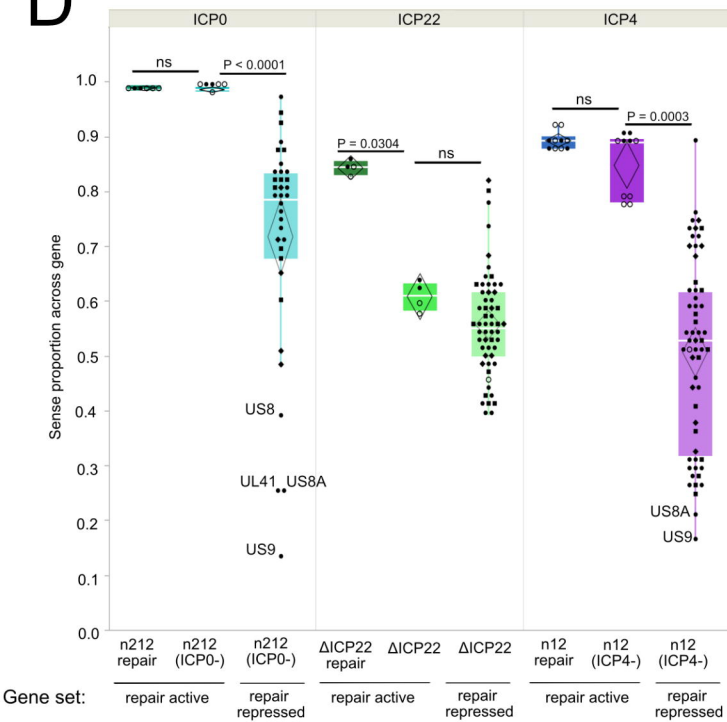 D
ICP0 ICP22 ICP4
ns P < 0.0001 P = 0.0304 ns ns P = 0.0003
Sense proportion across gene
1.0
0.9
0.8
0.7
0.6
0.5
0.4
0.3
0.2
0.1
0.0
US8
UL41 US8A
US9
US8A
US9
n212 n212 n212 ΔICP22 ΔICP22 ΔICP22 n12 n12 n12
repair (ICP0-) (ICP0-) repair repair (ICP4-) (ICP4-)
Gene set: repair active repair repair active repair repair active repair
repressed repressed repressed